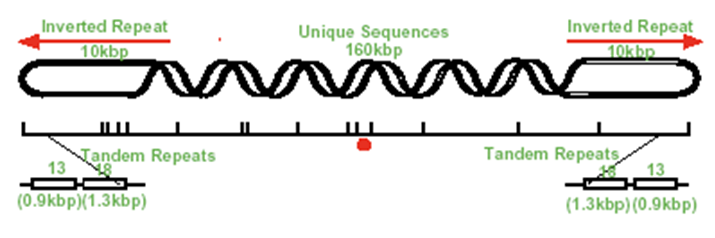 Inverted Repeat
10kbp
Unique Sequences
160kbp
Inverted Repeat
10kbp
Tandem Repeats
13 18
(0.9kbp)(1.3kbp)
Tandem Repeats
18 13
(1.3kbp)(0.9kbp)